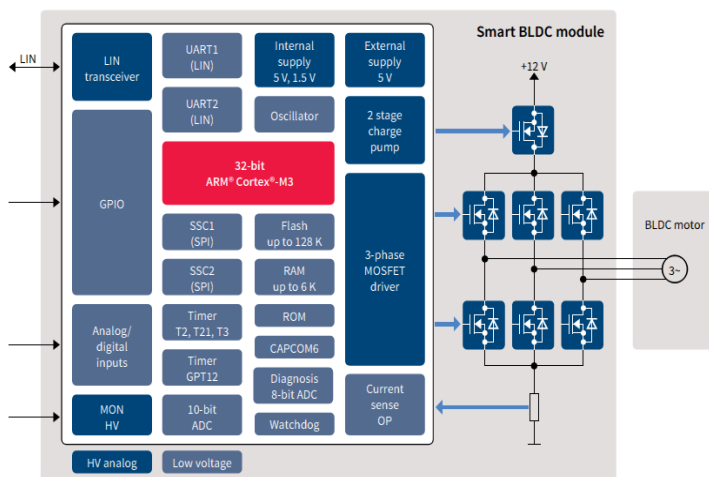 Smart BLDC module
LIN
LIN
transceiver
UART1
(LIN)
Internal
supply
5 V, 1.5 V
External
supply
5 V
+12 V
UART2
(LIN)
Oscillator
2 stage
charge
pump
32-bit
ARM® Cortex®-M3
GPIO
SSC1
(SPI)
Flash
up to 128 K
3-phase
MOSFET
driver
BLDC motor
3~
SSC2
(SPI)
RAM
up to 6 K
Analog/
digital
inputs
Timer
T2, T21, T3
ROM
CAPCOM6
Timer
GPT12
Diagnosis
8-bit ADC
Current
sense
OP
MON
HV
10-bit
ADC
Watchdog
HV analog
Low voltage